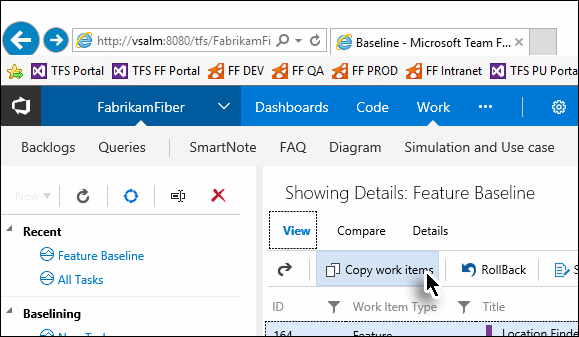 http://vsalm:8080/tfs/FabrikamFi
Baseline - Microsoft Team F...
TFS Portal TFS FF Portal FF DEV FF QA FF PROD FF Intranet TFS PU Portal
FabrikamFiber Dashboards Code Work ...
Backlogs Queries SmartNote FAQ Diagram Simulation and Use case
New
Showing Details: Feature Baseline
Recent
Feature Baseline
All Tasks
Baselining
View Compare Details
Copy work items RollBack S
ID Work Item Type Title
164 Feature Location Finde